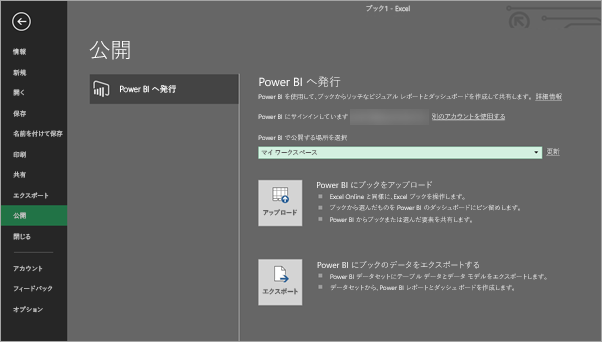 ブック1 - Excel
情報
新規
開く
保存
名前を付けて保存
印刷
共有
エクスポート
公開
閉じる
アカウント
フィードバック
オプション
公開
Power BI へ発行
Power BI へ発行
Power BI を使用して、ブックからリッチなビジュアル レポートとダッシュボードを作成して共有します。 詳細情報
Power BI にサインインしています 別のアカウントを使用する
Power BI で公開する場所を選択
マイ ワークスペース 更新
アップロード
Power BI にブックをアップロード
Excel Online と同様に、Excel ブックを操作します。
ブックから選んだものを Power BI のダッシュボードにピン留めします。
Power BI からブックまたは選んだ要素を共有します。
エクスポート
Power BI にブックのデータをエクスポートする
Power BI データセットにテーブル データとデータ モデルをエクスポートします。
データセットから、Power BI レポートとダッシュボードを作成します。